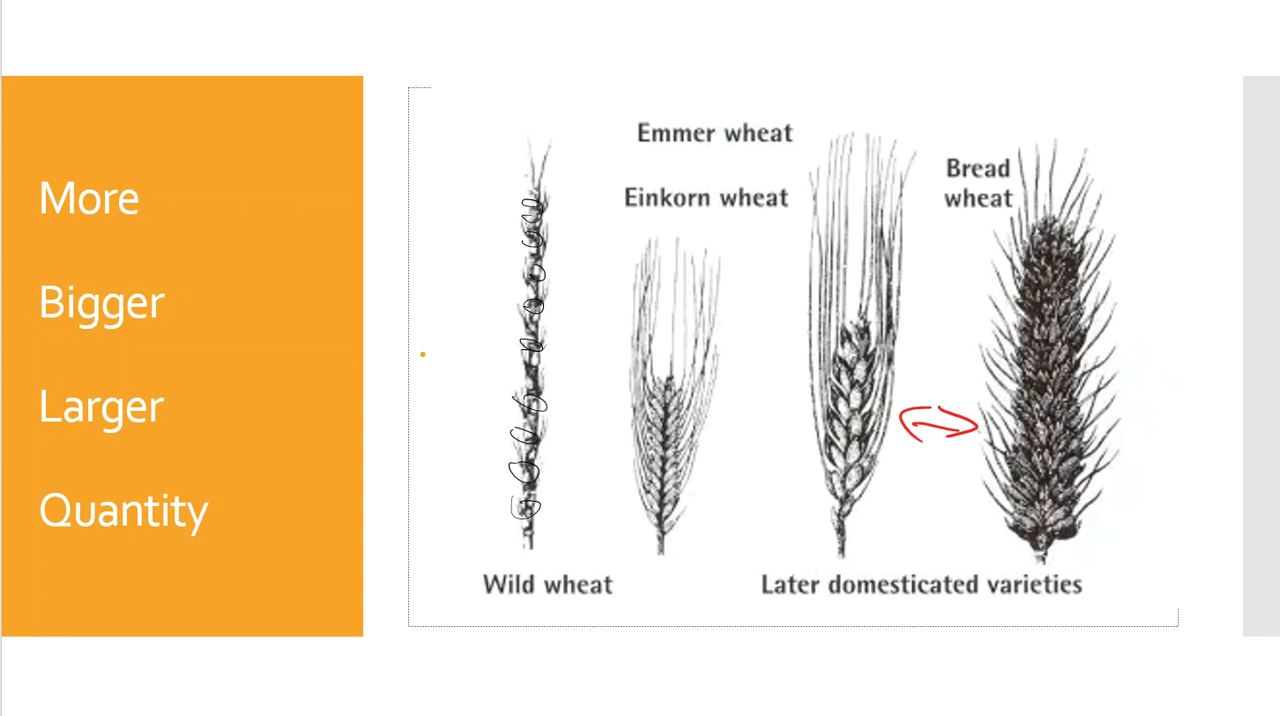 More
Bigger
Larger
Quantity
Emmer wheat
Einkorn wheat
Bread
wheat
Wild wheat
Later domesticated varieties